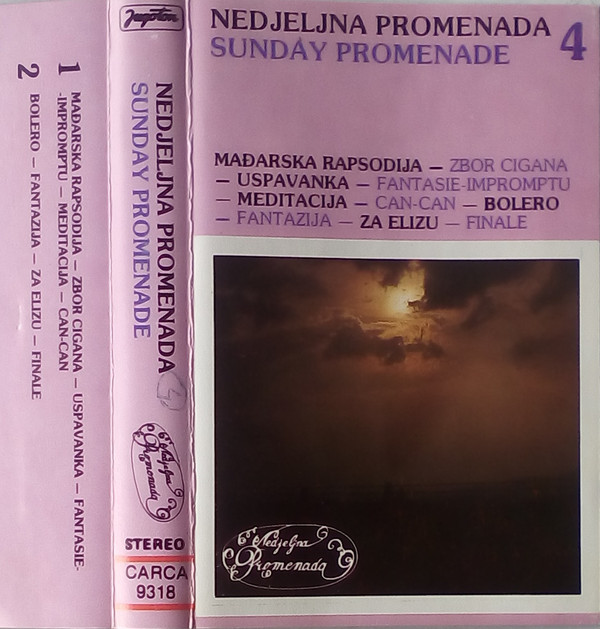 1
MAĐARSKA RAPSODIJA — ZBOR CIGANA — USPAVANKA — FANTASIE-
-IMPROMPTU — MEDITACIJA — CAN-CAN
2
BOLERO — FANTAZIJA — ZA ELIZU — FINALE
Jugoton
NEDJELJNA PROMENADA
SUNDAY PROMENADE
4
Nedjeljna
Promenada
STEREO
CARCA
9318
NEDJELJNA PROMENADA
SUNDAY PROMENADE
4
MAĐARSKA RAPSODIJA — ZBOR CIGANA
— USPAVANKA — FANTASIE-IMPROMPTU
— MEDITACIJA — CAN-CAN — BOLERO
— FANTAZIJA — ZA ELIZU — FINALE
Nedjeljna
Promenada